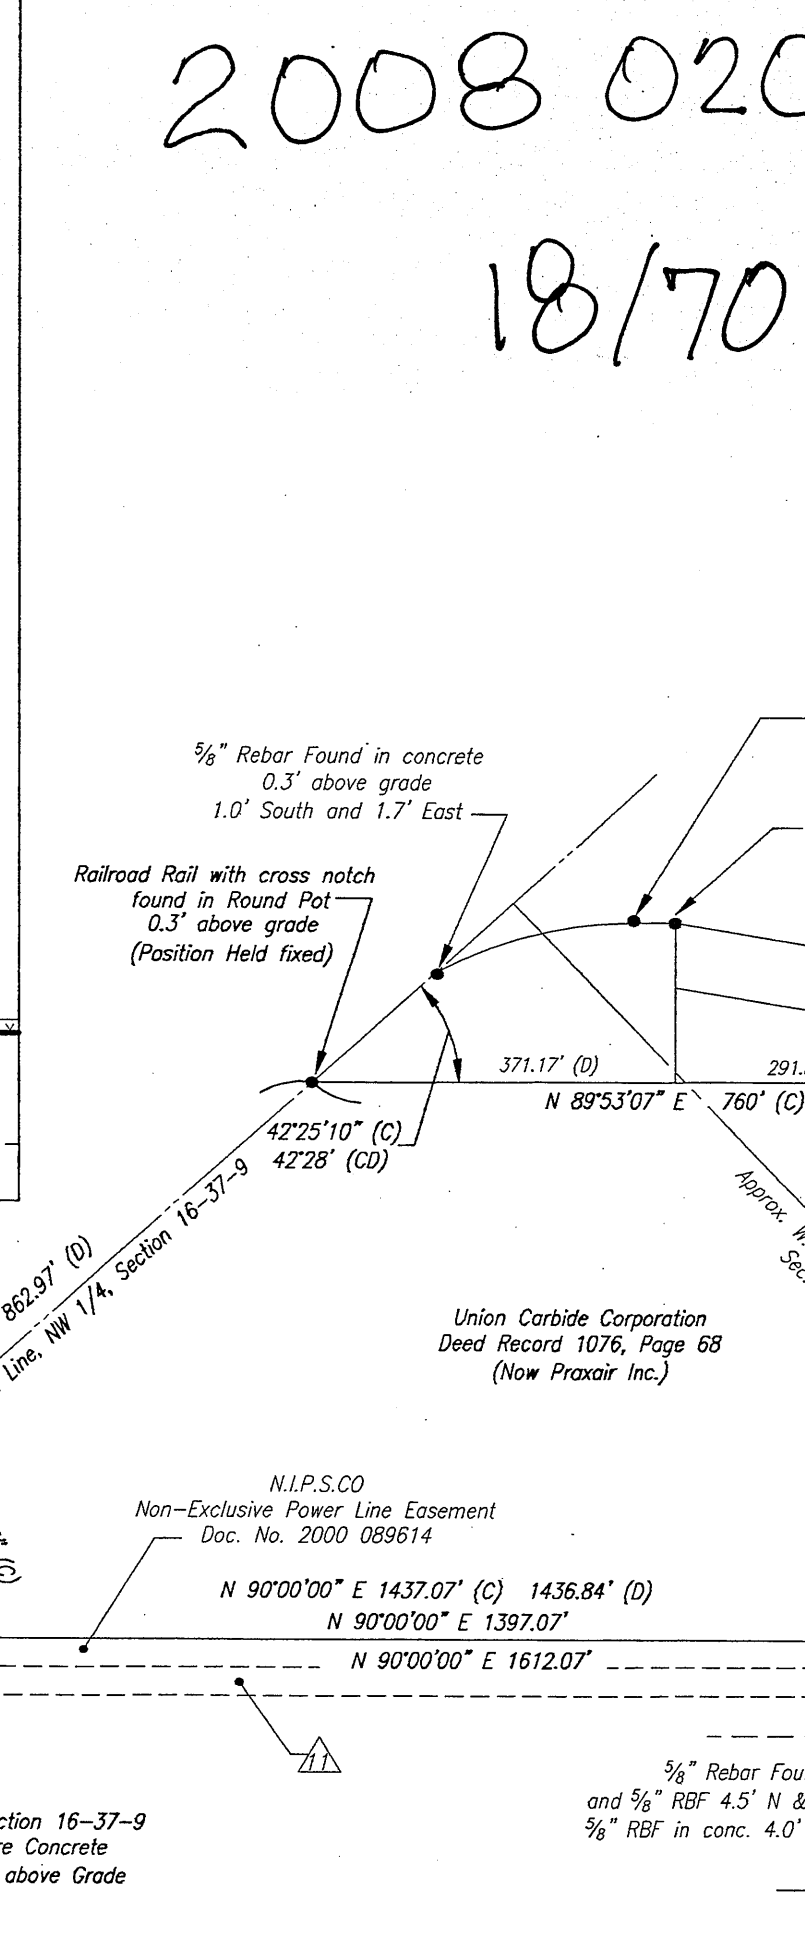 2008 020
18/70
⁵⁄₈" Rebar Found in concrete
0.3' above grade
1.0' South and 1.7' East
Railroad Rail with cross notch
found in Round Pot
0.3' above grade
(Position Held fixed)
371.17' (D)
291.
N 89°53'07" E
760' (C)
42°25'10" (C)
42°28' (CD)
862.97' (D)
Line, NW 1/4, Section 16-37-9
Approx. W.
Sec.
Union Carbide Corporation
Deed Record 1076, Page 68
(Now Praxair Inc.)
N.I.P.S.CO
Non-Exclusive Power Line Easement
Doc. No. 2000 089614
(C)
N 90°00'00" E 1437.07' (C) 1436.84' (D)
N 90°00'00" E 1397.07'
N 90°00'00" E 1612.07'
11
⁵⁄₈" Rebar Fou
and ⁵⁄₈" RBF 4.5' N &
⁵⁄₈" RBF in conc. 4.0'
ction 16-37-9
re Concrete
above Grade